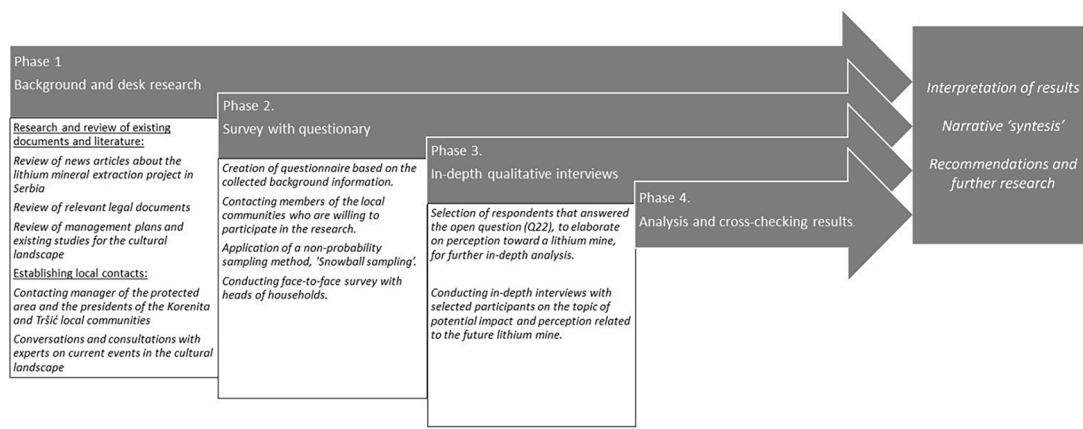 Phase 1
Background and desk research
Research and review of existing
documents and literature:
Review of news articles about the
lithium mineral extraction project in
Serbia
Review of relevant legal documents
Review of management plans and
existing studies for the cultural
landscape
Establishing local contacts:
Contacting manager of the protected
area and the presidents of the Korenita
and Tršić local communities
Conversations and consultations with
experts on current events in the cultural
landscape
Phase 2.
Survey with questionary
Creation of questionnaire based on the
collected background information.
Contacting members of the local
communities who are willing to
participate in the research.
Application of a non-probability
sampling method, 'Snowball sampling'.
Conducting face-to-face survey with
heads of households.
Phase 3.
In-depth qualitative interviews
Selection of respondents that answered
the open question (Q22), to elaborate
on perception toward a lithium mine,
for further in-depth analysis.
Conducting in-depth interviews with
selected participants on the topic of
potential impact and perception related
to the future lithium mine.
Phase 4.
Analysis and cross-checking results.
Interpretation of results
Narrative 'syntesis'
Recommendations and
further research